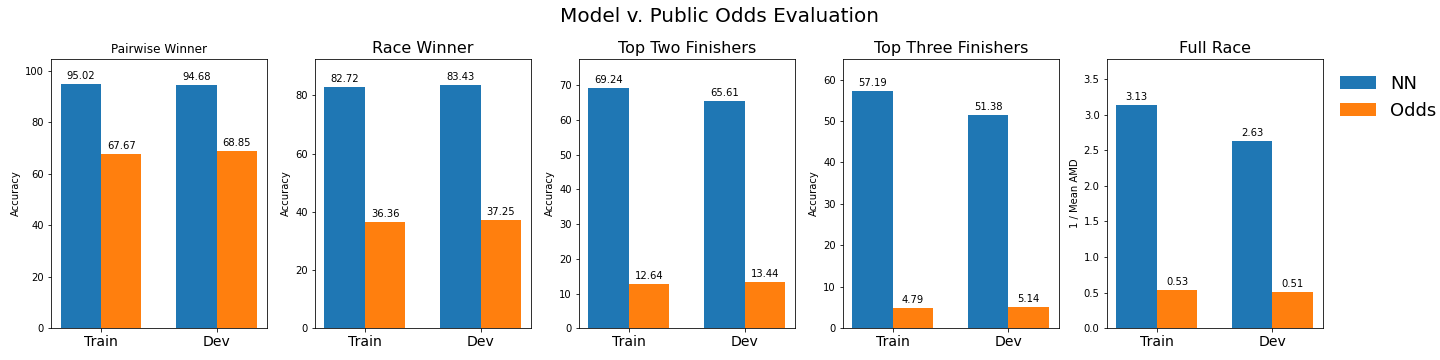 Model v. Public Odds Evaluation
Pairwise Winner
Accuracy
100
80
60
40
20
0
95.02
67.67
94.68
68.85
Train
Dev
Race Winner
Accuracy
80
60
40
20
0
82.72
36.36
83.43
37.25
Train
Dev
Top Two Finishers
Accuracy
70
60
50
40
30
20
10
0
69.24
12.64
65.61
13.44
Train
Dev
Top Three Finishers
Accuracy
60
50
40
30
20
10
0
57.19
4.79
51.38
5.14
Train
Dev
Full Race
1 / Mean AMD
3.5
3.0
2.5
2.0
1.5
1.0
0.5
0.0
3.13
0.53
2.63
0.51
Train
Dev
NN
Odds